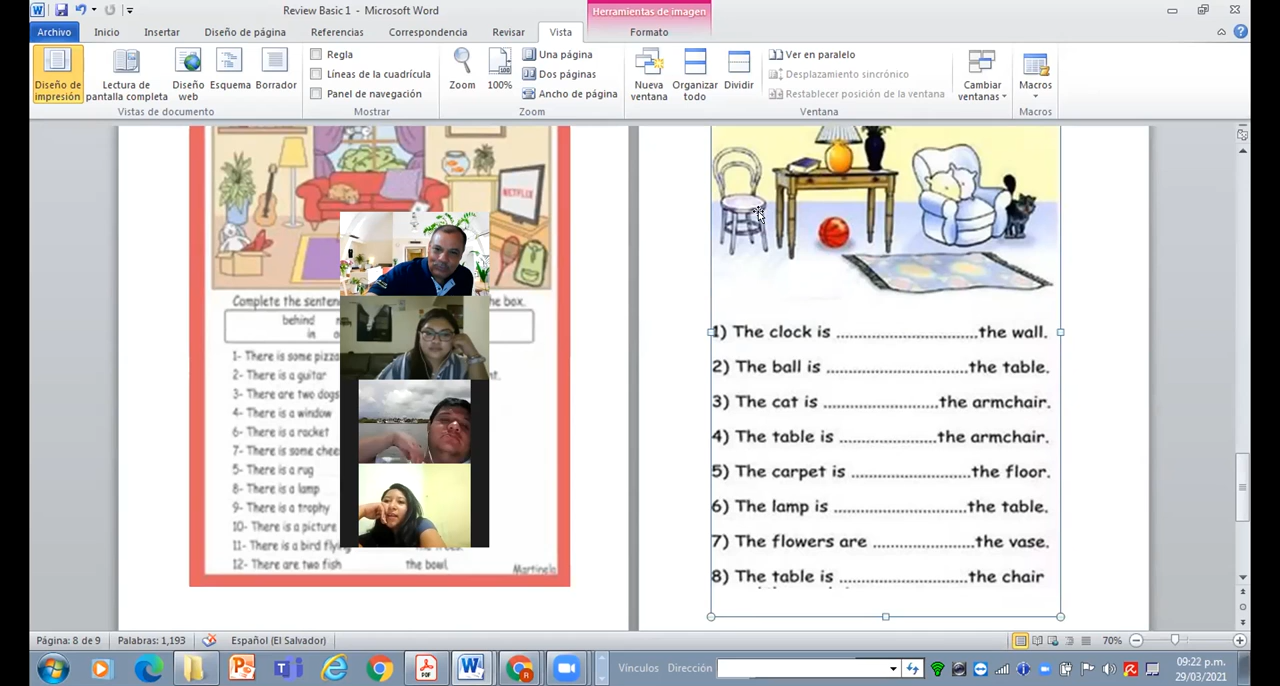 Review Basic 1 - Microsoft Word
Herramientas de imagen
Archivo Inicio Insertar Diseño de página Referencias Correspondencia Revisar Vista Formato
Diseño de impresión
Lectura de pantalla completa
Diseño web
Esquema
Borrador
Vistas de documento
Regla
Líneas de la cuadrícula
Panel de navegación
Mostrar
Zoom
100%
Una página
Dos páginas
Ancho de página
Zoom
Nueva ventana
Organizar todo
Dividir
Ver en paralelo
Desplazamiento sincrónico
Restablecer posición de la ventana
Ventana
Cambiar ventanas
Macros
Macros
NETFLIX
Complete the
the box.
behind
in
1- There is some pizza
2- There is a guitar
3- There are two dogs
4- There is a window
6- There is a racket
7- There is some
5- There is a rug
8- There is a lamp
9- There is a trophy
10- There is a picture
11- There is a bird flying the trees.
12- There are two fish the bowl.
Martinela
1) The clock is ................................the wall.
2) The ball is ................................the table.
3) The cat is .........................the armchair.
4) The table is .....................the armchair.
5) The carpet is ..........................the floor.
6) The lamp is .............................the table.
7) The flowers are ......................the vase.
8) The table is .............................the chair
Página: 8 de 9 Palabras: 1,193 Español (El Salvador) 70%
Vínculos Dirección
09:22 p.m.
29/03/2021